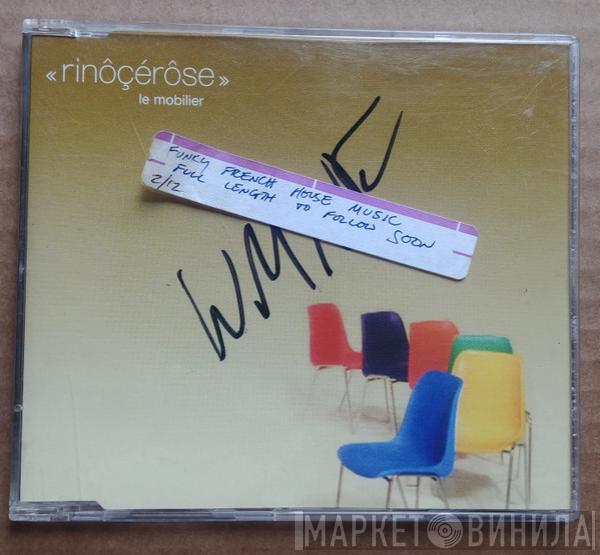 « rinôçérôse »
le mobilier
FUNKY FRENCH HOUSE MUSIC
FULL LENGTH TO FOLLOW SOON
2/12
МАРКЕТ ВИНИЛА